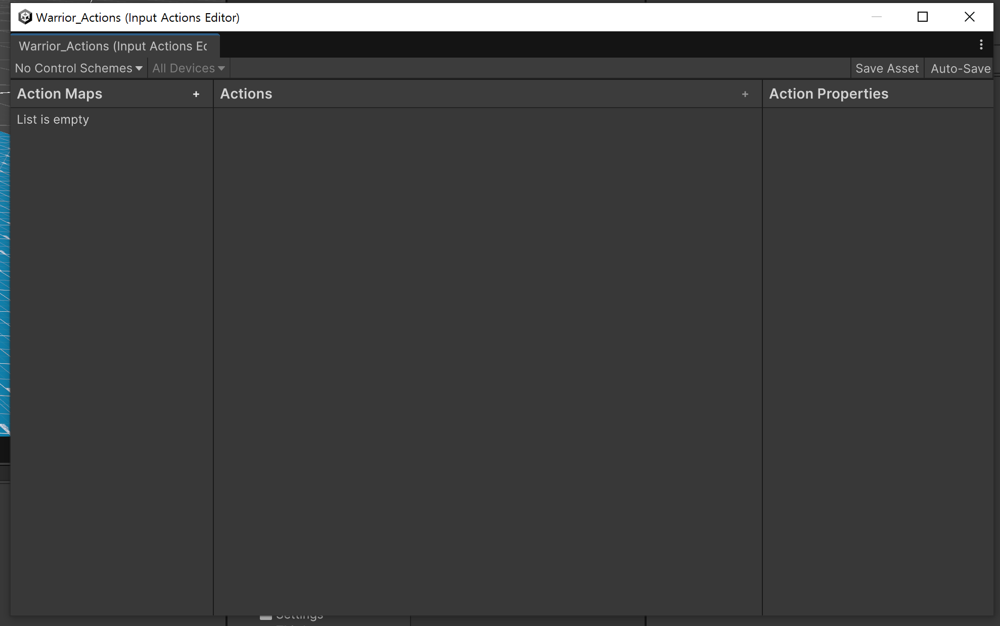 Warrior_Actions (Input Actions Editor)
Warrior_Actions (Input Actions Ec
No Control Schemes
All Devices
Save Asset
Auto-Save
Action Maps
+
Actions
+
Action Properties
List is empty
Settings